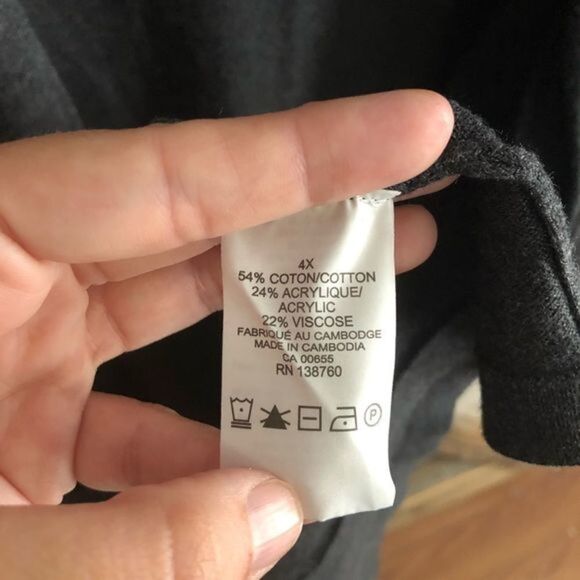 4X
54% COTON/COTTON
24% ACRYLIQUE/
ACRYLIC
22% VISCOSE
FABRIQUÉ AU CAMBODGE
MADE IN CAMBODIA
CA 00655
RN 138760
P